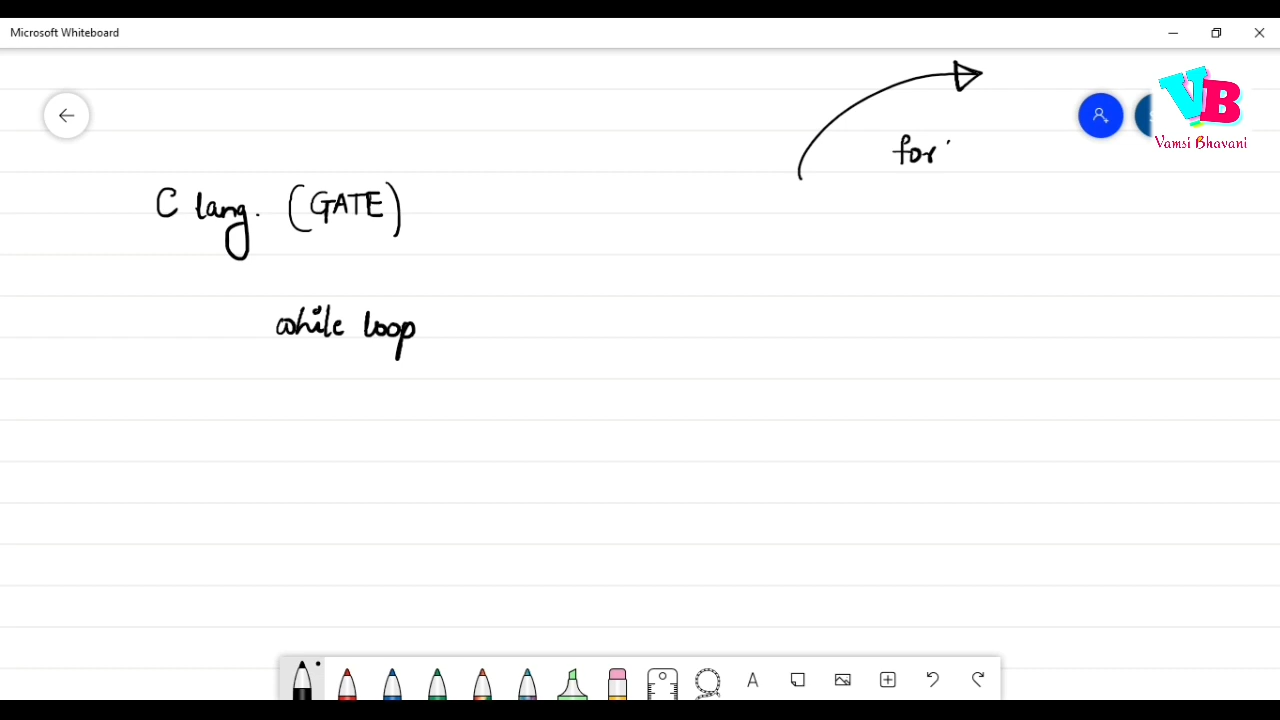 Microsoft Whiteboard
VB
Vamsi Bhavani
for
C lang. (GATE)
while loop
A